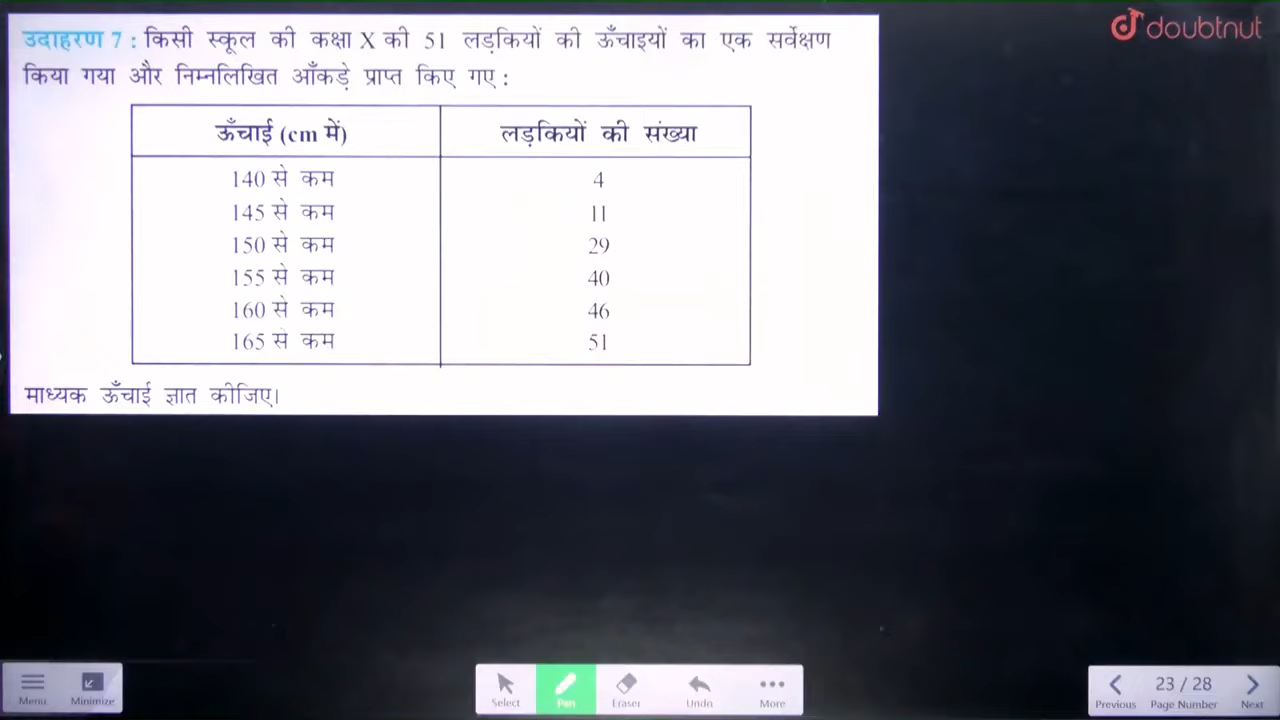 doubtnut
उदाहरण 7 : किसी स्कूल की कक्षा X की 51 लड़कियों की ऊँचाइयों का एक सर्वेक्षण
किया गया और निम्नलिखित आँकड़े प्राप्त किए गए :
ऊँचाई (cm में) लड़कियों की संख्या
140 से कम 4
145 से कम 11
150 से कम 29
155 से कम 40
160 से कम 46
165 से कम 51
माध्यक ऊँचाई ज्ञात कीजिए।
Menu Minimize Select Pen Eraser Undo More Previous 23 / 28 Page Number Next